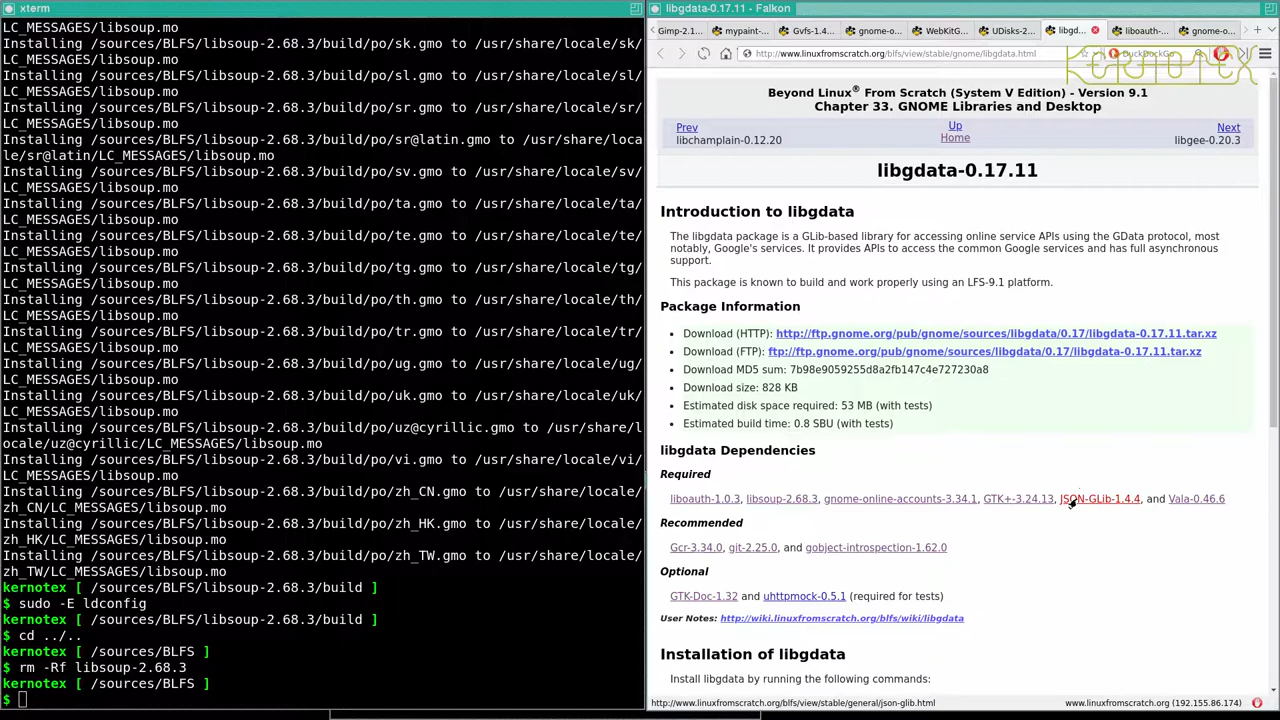 xterm
LC_MESSAGES/libsoup.mo
Installing /sources/BLFS/libsoup-2.68.3/build/po/sk.gmo to /usr/share/locale/sk/
LC_MESSAGES/libsoup.mo
Installing /sources/BLFS/libsoup-2.68.3/build/po/sl.gmo to /usr/share/locale/sl/
LC_MESSAGES/libsoup.mo
Installing /sources/BLFS/libsoup-2.68.3/build/po/sr.gmo to /usr/share/locale/sr/
LC_MESSAGES/libsoup.mo
Installing /sources/BLFS/libsoup-2.68.3/build/po/sr@latin.gmo to /usr/share/loca
le/sr@latin/LC_MESSAGES/libsoup.mo
Installing /sources/BLFS/libsoup-2.68.3/build/po/sv.gmo to /usr/share/locale/sv/
LC_MESSAGES/libsoup.mo
Installing /sources/BLFS/libsoup-2.68.3/build/po/ta.gmo to /usr/share/locale/ta/
LC_MESSAGES/libsoup.mo
Installing /sources/BLFS/libsoup-2.68.3/build/po/te.gmo to /usr/share/locale/te/
LC_MESSAGES/libsoup.mo
Installing /sources/BLFS/libsoup-2.68.3/build/po/tg.gmo to /usr/share/locale/tg/
LC_MESSAGES/libsoup.mo
Installing /sources/BLFS/libsoup-2.68.3/build/po/th.gmo to /usr/share/locale/th/
LC_MESSAGES/libsoup.mo
Installing /sources/BLFS/libsoup-2.68.3/build/po/tr.gmo to /usr/share/locale/tr/
LC_MESSAGES/libsoup.mo
Installing /sources/BLFS/libsoup-2.68.3/build/po/ug.gmo to /usr/share/locale/ug/
LC_MESSAGES/libsoup.mo
Installing /sources/BLFS/libsoup-2.68.3/build/po/uk.gmo to /usr/share/locale/uk/
LC_MESSAGES/libsoup.mo
Installing /sources/BLFS/libsoup-2.68.3/build/po/uz@cyrillic.gmo to /usr/share/l
ocale/uz@cyrillic/LC_MESSAGES/libsoup.mo
Installing /sources/BLFS/libsoup-2.68.3/build/po/vi.gmo to /usr/share/locale/vi/
LC_MESSAGES/libsoup.mo
Installing /sources/BLFS/libsoup-2.68.3/build/po/zh_CN.gmo to /usr/share/locale/
zh_CN/LC_MESSAGES/libsoup.mo
Installing /sources/BLFS/libsoup-2.68.3/build/po/zh_HK.gmo to /usr/share/locale/
zh_HK/LC_MESSAGES/libsoup.mo
Installing /sources/BLFS/libsoup-2.68.3/build/po/zh_TW.gmo to /usr/share/locale/
zh_TW/LC_MESSAGES/libsoup.mo
kernotex [ /sources/BLFS/libsoup-2.68.3/build ]
$ sudo -E ldconfig
kernotex [ /sources/BLFS/libsoup-2.68.3/build ]
$ cd ../..
kernotex [ /sources/BLFS ]
$ rm -Rf libsoup-2.68.3
kernotex [ /sources/BLFS ]
$
libgdata-0.17.11 - Falkon
Gimp-2.1... mypaint-... Gvfs-1.4... gnome-o... WebKitG... UDisks-2... libgd... liboauth-... gnome-o...
http://www.linuxfromscratch.org/blfs/view/stable/gnome/libgdata.html DuckDuckGo
KERNOTEX
Beyond Linux® From Scratch (System V Edition) - Version 9.1
Chapter 33. GNOME Libraries and Desktop
Prev Up Next
libchamplain-0.12.20 Home libgee-0.20.3
libgdata-0.17.11
Introduction to libgdata
The libgdata package is a GLib-based library for accessing online service APIs using the GData protocol, most
notably, Google's services. It provides APIs to access the common Google services and has full asynchronous
support.
This package is known to build and work properly using an LFS-9.1 platform.
Package Information
• Download (HTTP): http://ftp.gnome.org/pub/gnome/sources/libgdata/0.17/libgdata-0.17.11.tar.xz
• Download (FTP): ftp://ftp.gnome.org/pub/gnome/sources/libgdata/0.17/libgdata-0.17.11.tar.xz
• Download MD5 sum: 7b98e9059255d8a2fb147c4e727230a8
• Download size: 828 KB
• Estimated disk space required: 53 MB (with tests)
• Estimated build time: 0.8 SBU (with tests)
libgdata Dependencies
Required
liboauth-1.0.3, libsoup-2.68.3, gnome-online-accounts-3.34.1, GTK+-3.24.13, JSON-GLib-1.4.4, and Vala-0.46.6
Recommended
Gcr-3.34.0, git-2.25.0, and gobject-introspection-1.62.0
Optional
GTK-Doc-1.32 and uhttpmock-0.5.1 (required for tests)
User Notes: http://wiki.linuxfromscratch.org/blfs/wiki/libgdata
Installation of libgdata
Install libgdata by running the following commands:
http://www.linuxfromscratch.org/blfs/view/stable/general/json-glib.html www.linuxfromscratch.org (192.155.86.174)